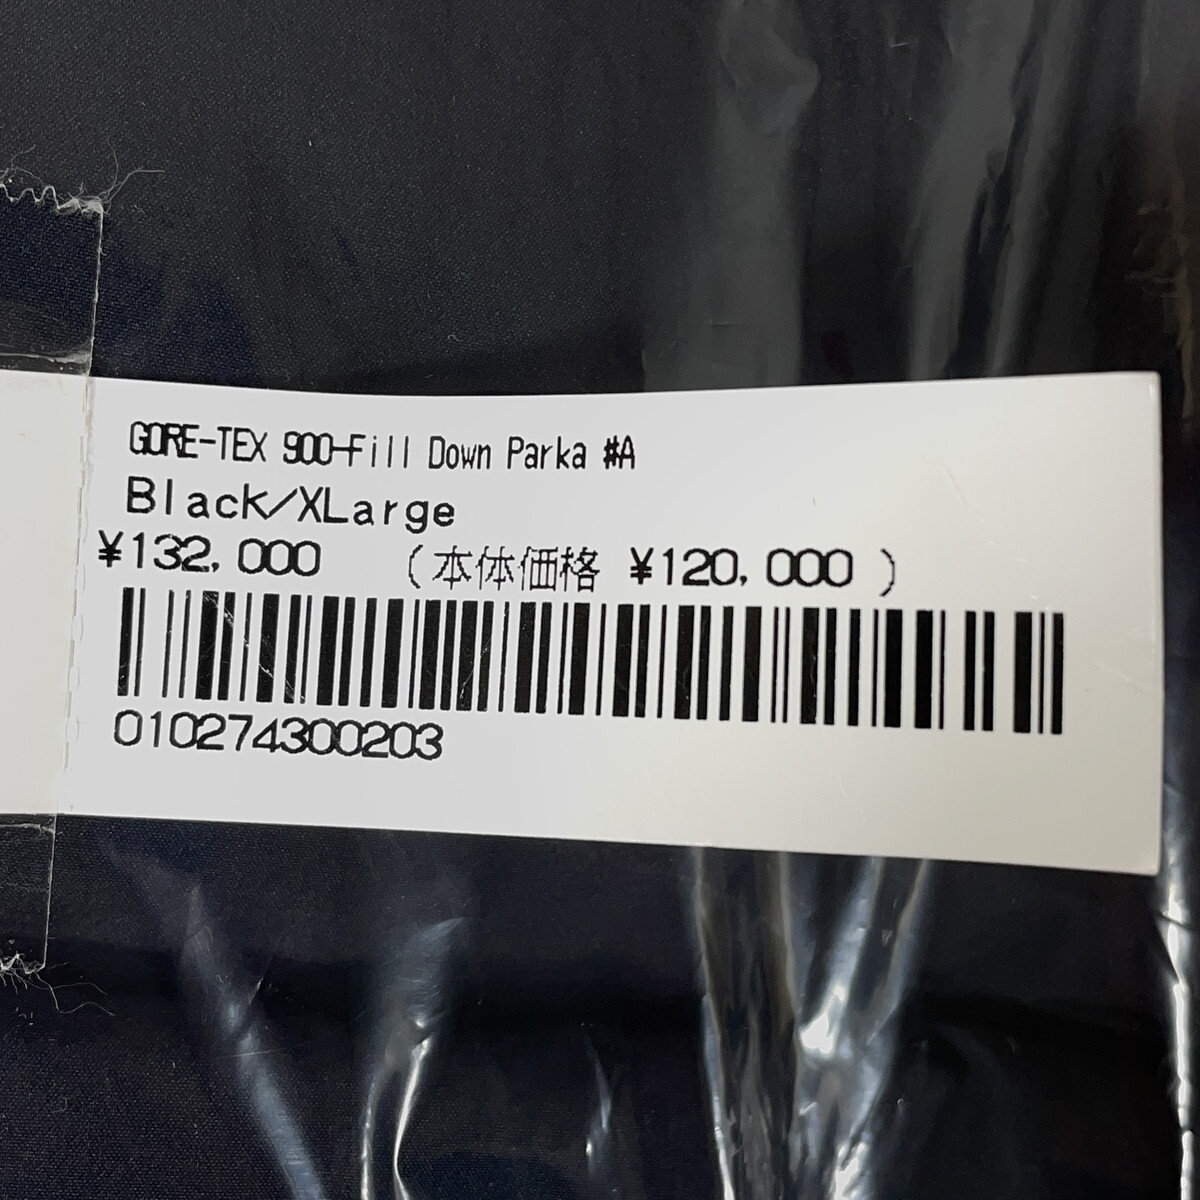 GORE-TEX 900-Fill Down Parka #A
Black/XLarge
¥132,000 (本体価格 ¥120,000 )
010274300203